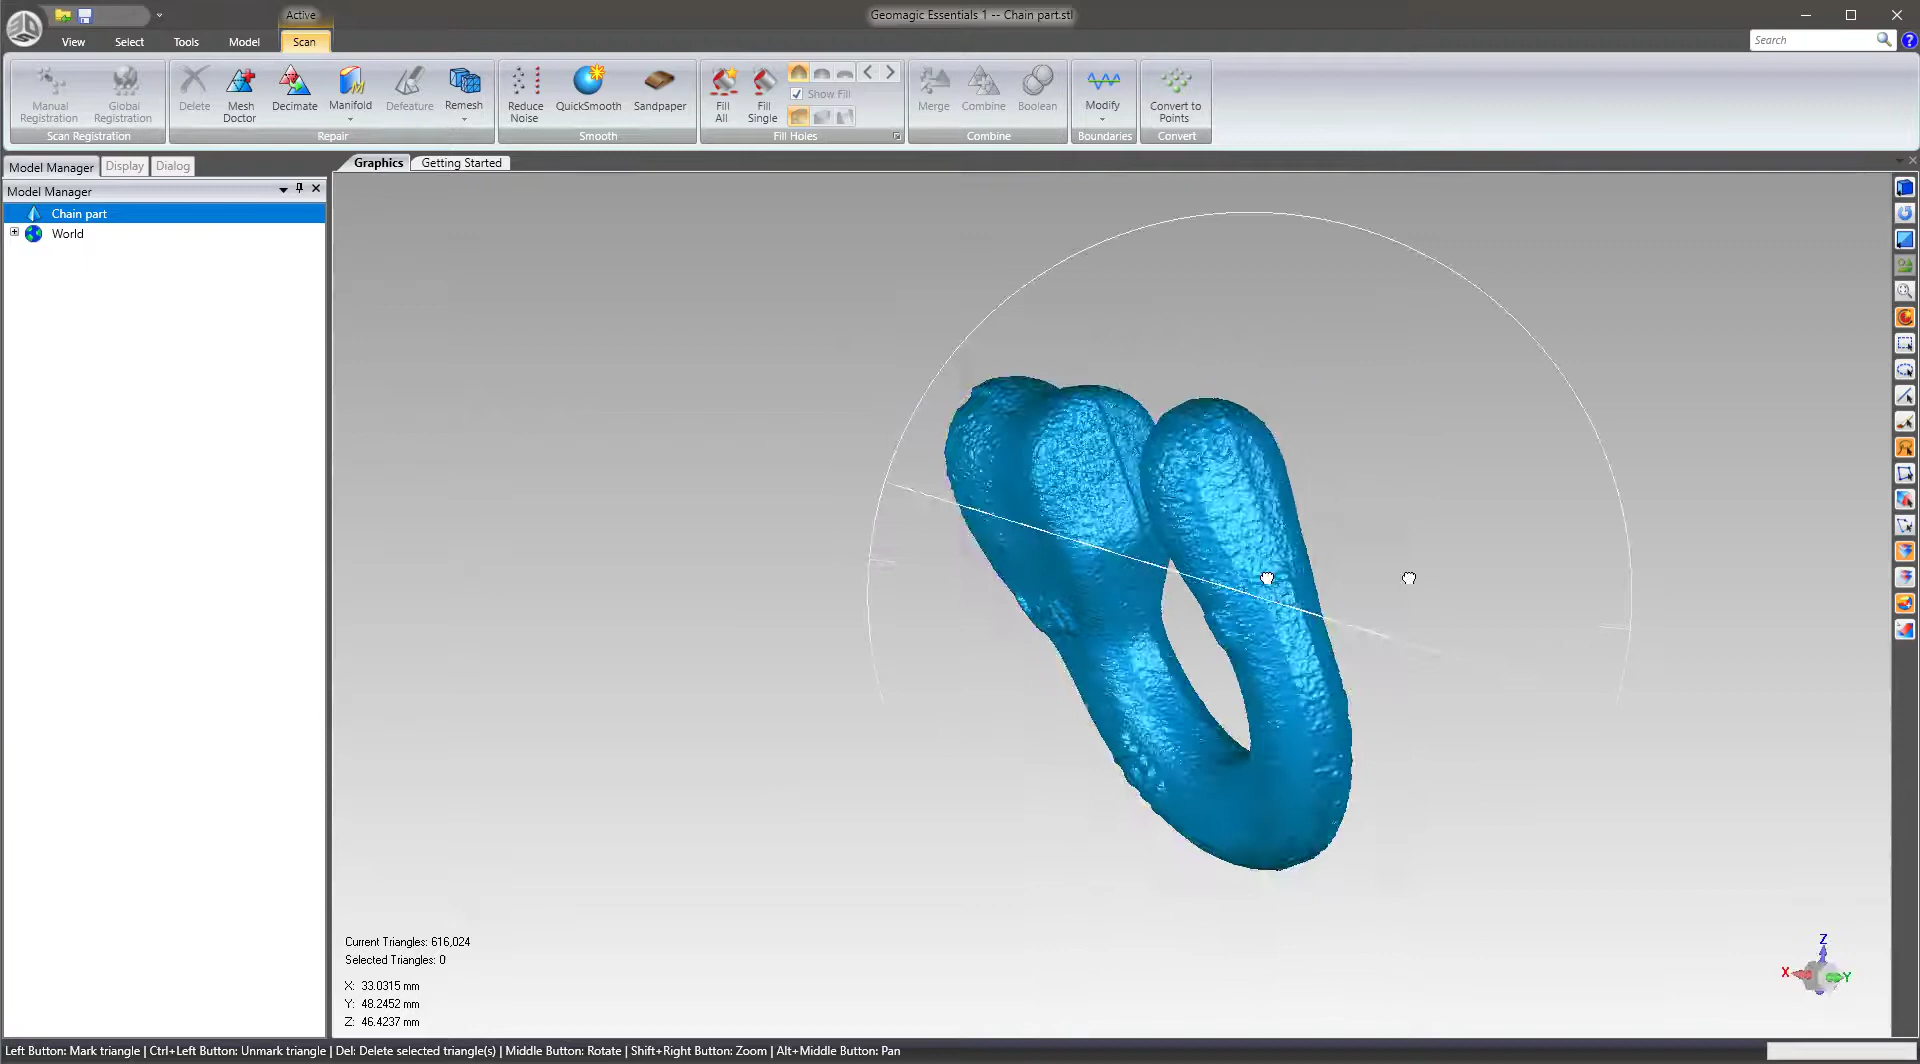 Active
Geomagic Essentials 1 -- Chain part.stl
View Select Tools Model Scan
Search
Manual Registration
Global Registration
Scan Registration
Delete
Mesh Doctor
Decimate
Manifold
Defeature
Remesh
Repair
Reduce Noise
QuickSmooth
Sandpaper
Smooth
Fill All
Fill Single
Show Fill
Fill Holes
Merge
Combine
Boolean
Combine
Modify
Boundaries
Convert to Points
Convert
Model Manager Display Dialog
Graphics Getting Started
Model Manager
Chain part
World
Current Triangles: 616,024
Selected Triangles: 0
X: 33.0315 mm
Y: 48.2452 mm
Z: 46.4237 mm
Z
X
Y
Left Button: Mark triangle | Ctrl+Left Button: Unmark triangle | Del: Delete selected triangle(s) | Middle Button: Rotate | Shift+Right Button: Zoom | Alt+Middle Button: Pan